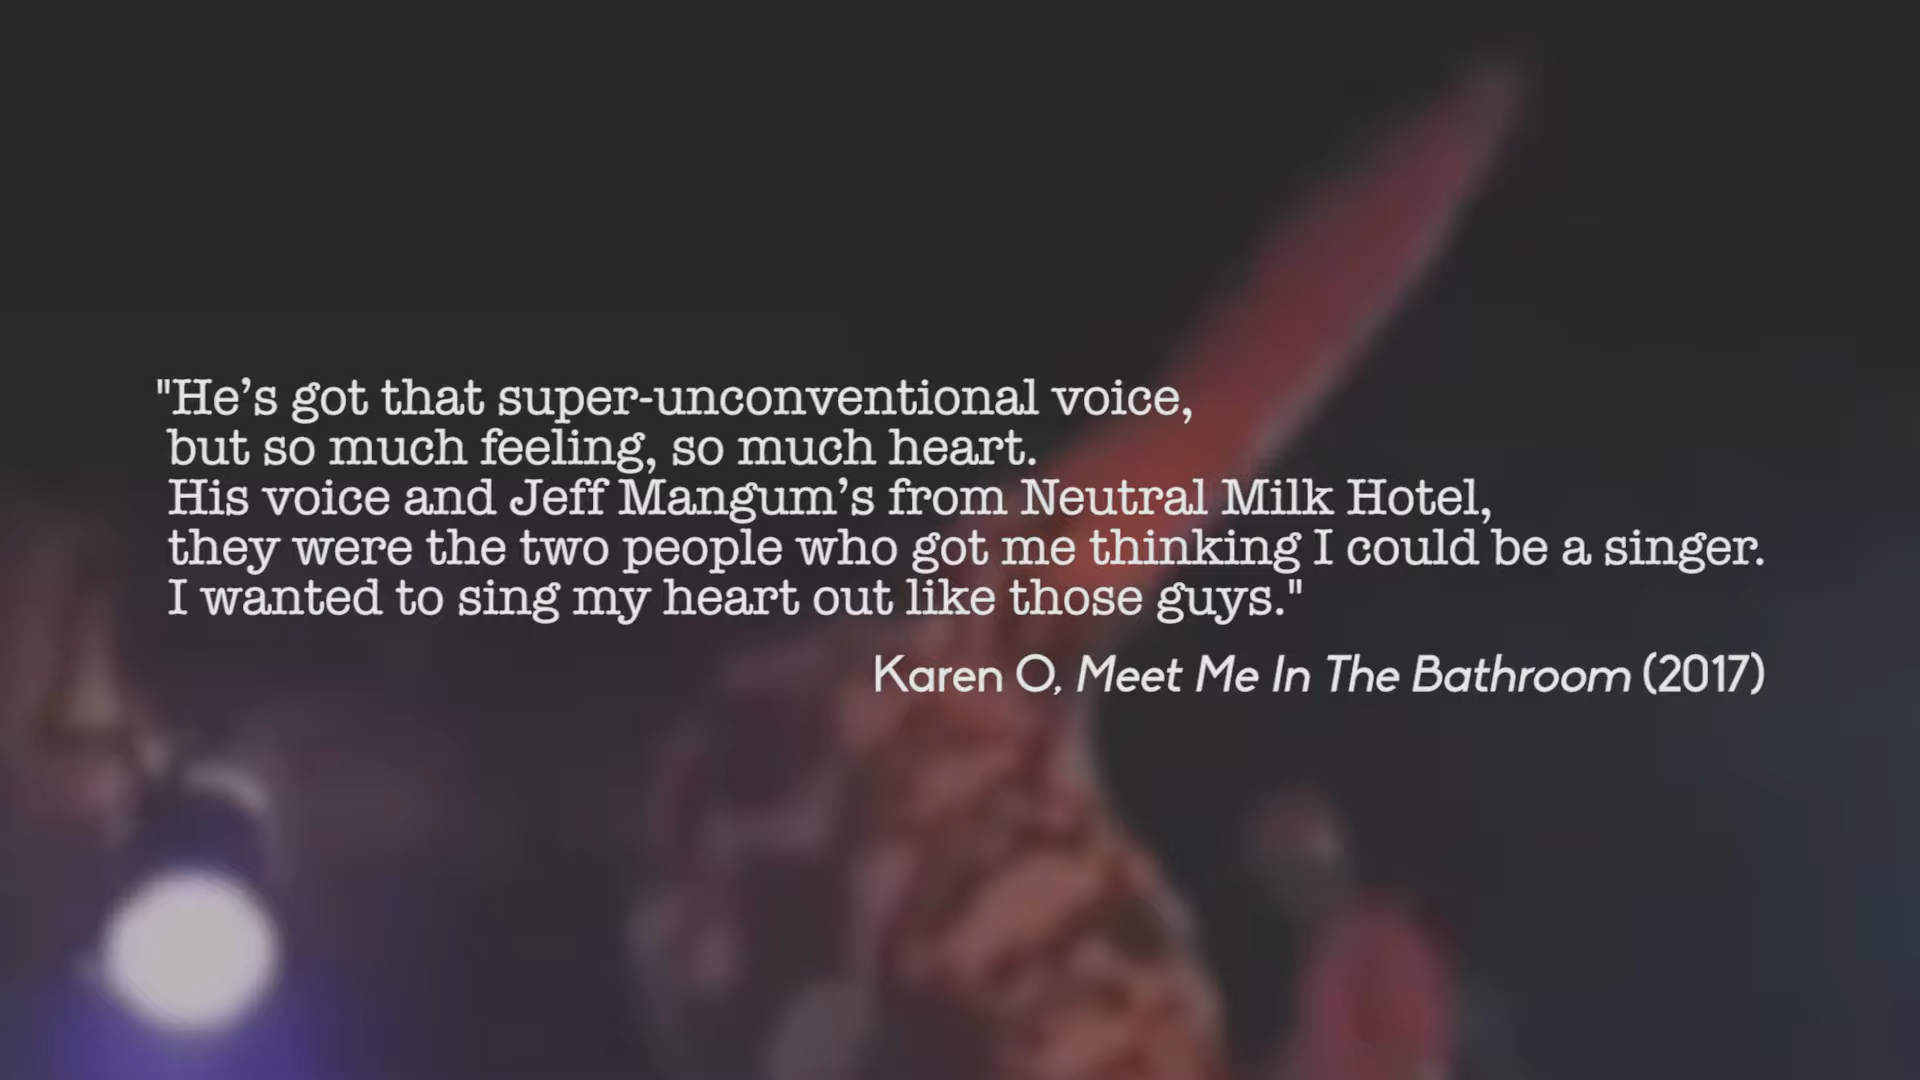 "He’s got that super-unconventional voice,
but so much feeling, so much heart.
His voice and Jeff Mangum’s from Neutral Milk Hotel,
they were the two people who got me thinking I could be a singer.
I wanted to sing my heart out like those guys."
Karen O, Meet Me In The Bathroom (2017)